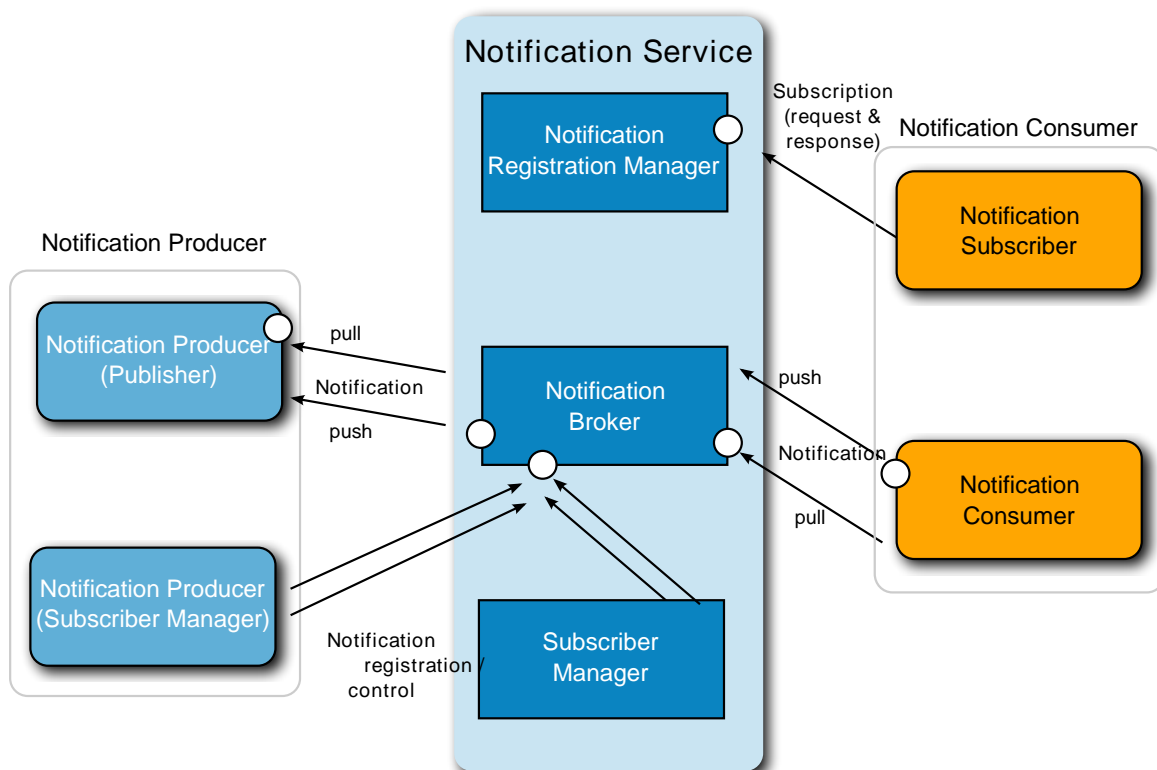 Notification Service
Subscription
(request &
response)
Notification
Registration Manager
Notification Consumer
Notification
Subscriber
Notification Producer
Notification Producer
(Publisher)
pull
Notification
push
Notification
Broker
push
Notification
pull
Notification
Consumer
Notification Producer
(Subscriber Manager)
Notification
registration /
control
Subscriber
Manager